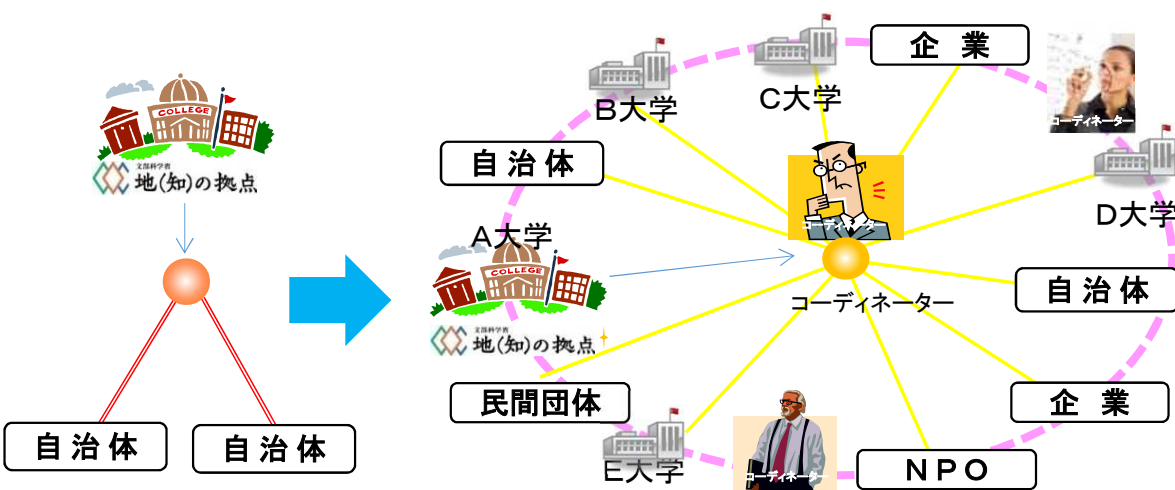 COLLEGE
文部科学省
地(知)の拠点
自治体
自治体
企 業
C大学
B大学
コーディネーター
自治体
コーディネーター
D大学
A大学
COLLEGE
文部科学省
地(知)の拠点
コーディネーター
自治体
民間団体
企 業
E大学
コーディネーター
NPO